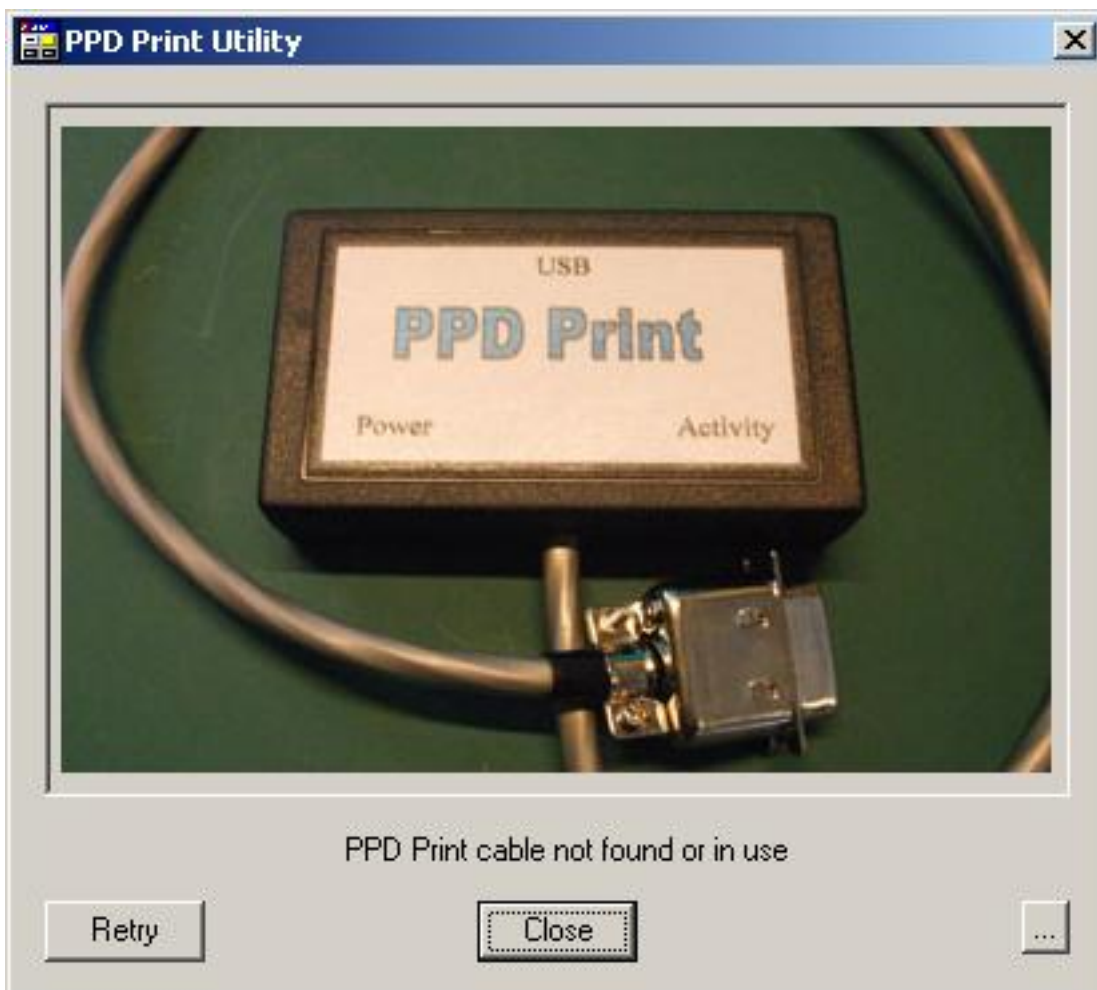 PPD Print Utility
USB
PPD Print
Power
Activity
PPD Print cable not found or in use
Retry
Close
...